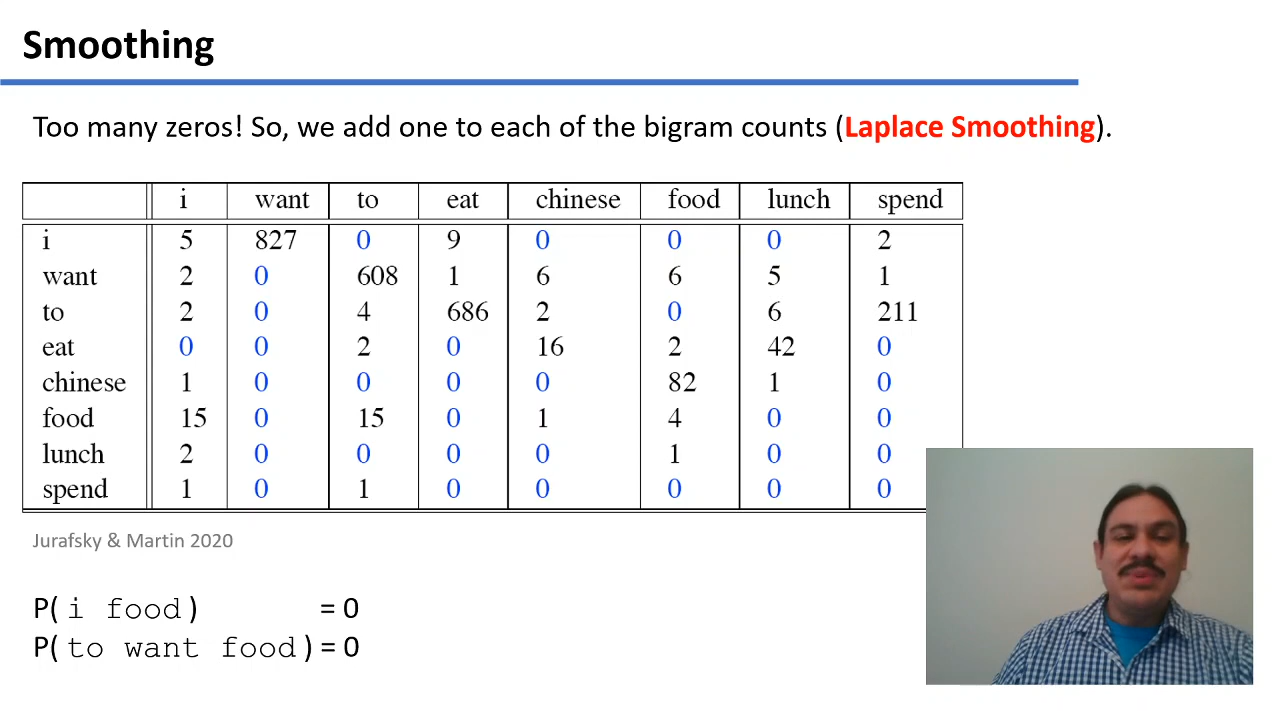 Smoothing
Too many zeros! So, we add one to each of the bigram counts (Laplace Smoothing).
i want to eat chinese food lunch spend
i 5 827 0 9 0 0 0 2
want 2 0 608 1 6 6 5 1
to 2 0 4 686 2 0 6 211
eat 0 0 2 0 16 2 42 0
chinese 1 0 0 0 0 82 1 0
food 15 0 15 0 1 4 0 0
lunch 2 0 0 0 0 1 0 0
spend 1 0 1 0 0 0 0 0
Jurafsky & Martin 2020
P( i food ) = 0
P( to want food ) = 0